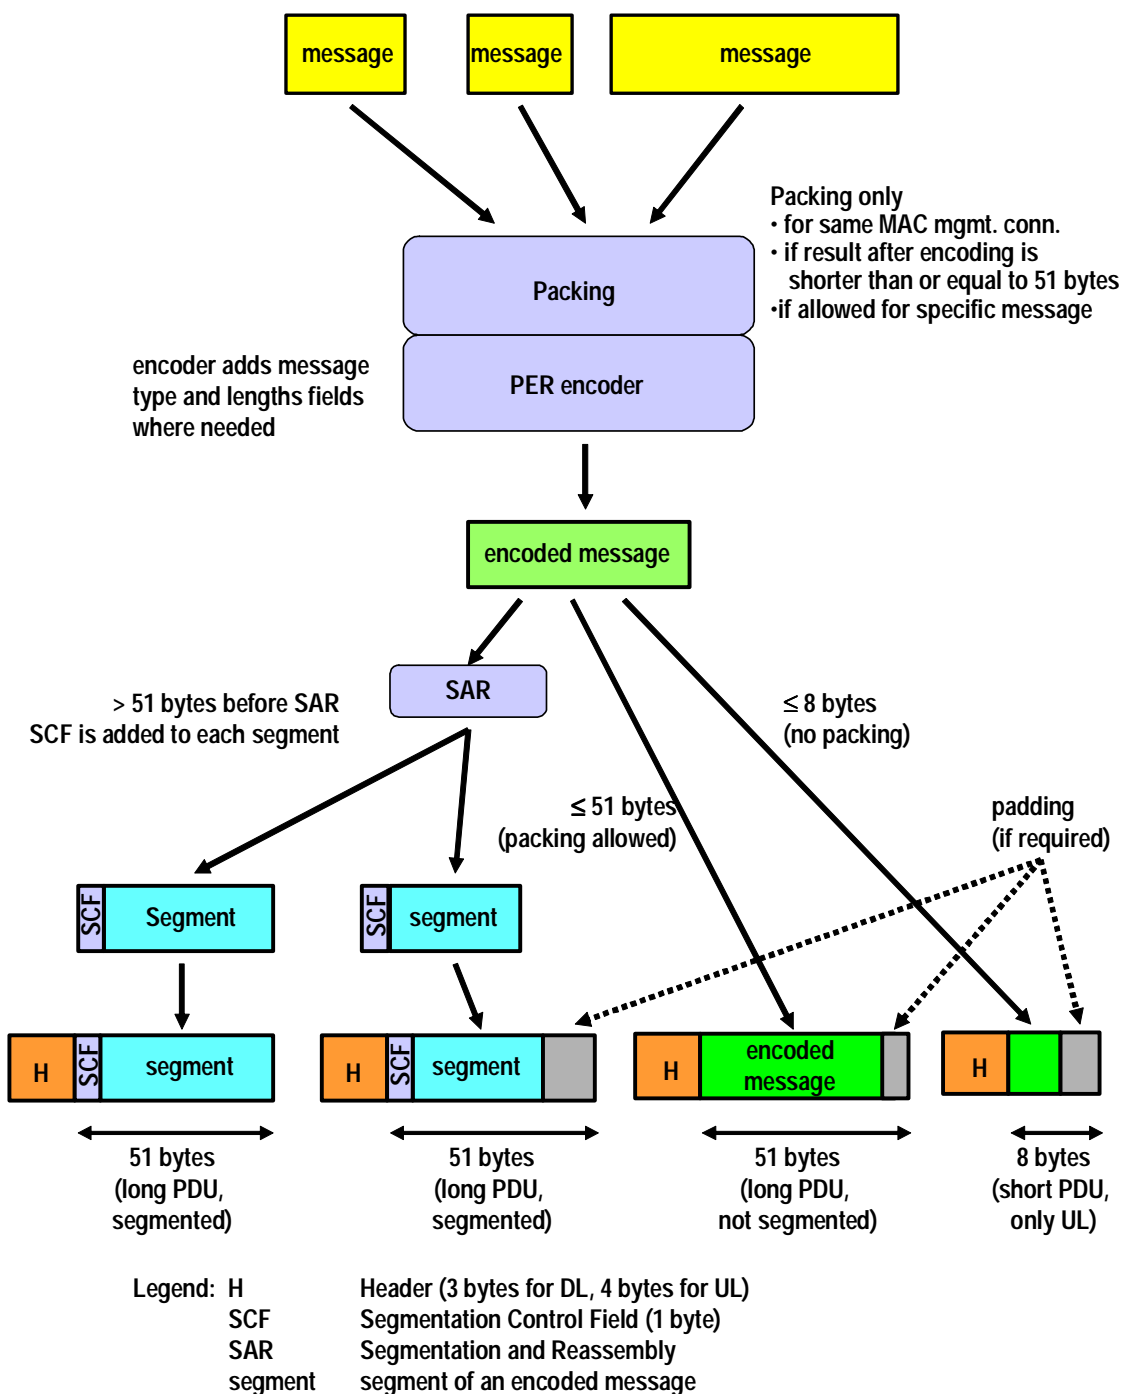 message
message
message
Packing only
· for same MAC mgmt. conn.
· if result after encoding is
shorter than or equal to 51 bytes
·if allowed for specific message
Packing
PER encoder
encoder adds message
type and lengths fields
where needed
encoded message
SAR
> 51 bytes before SAR
SCF is added to each segment
≤ 8 bytes
(no packing)
≤ 51 bytes
(packing allowed)
padding
(if required)
SCF
Segment
SCF
segment
H
SCF
segment
H
SCF
segment
H
encoded
message
H
51 bytes
(long PDU,
segmented)
51 bytes
(long PDU,
segmented)
51 bytes
(long PDU,
not segmented)
8 bytes
(short PDU,
only UL)
Legend: H Header (3 bytes for DL, 4 bytes for UL)
SCF Segmentation Control Field (1 byte)
SAR Segmentation and Reassembly
segment segment of an encoded message